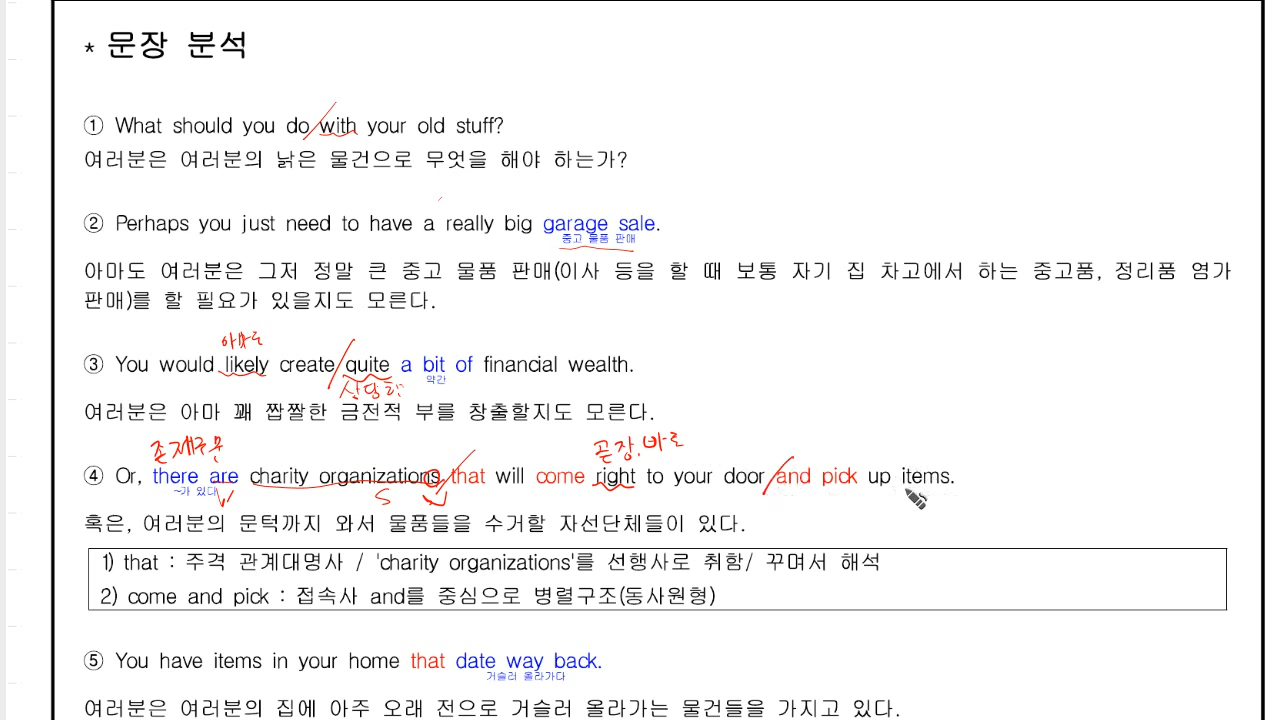 * 문장 분석
① What should you do with your old stuff?
여러분은 여러분의 낡은 물건으로 무엇을 해야 하는가?
② Perhaps you just need to have a really big garage sale.
중고 물품 판매
아마도 여러분은 그저 정말 큰 중고 물품 판매(이사 등을 할 때 보통 자기 집 차고에서 하는 중고품, 정리품 염가
판매)를 할 필요가 있을지도 모른다.
아마도
③ You would likely create quite a bit of financial wealth.
약간
상당히
여러분은 아마 꽤 짭짤한 금전적 부를 창출할지도 모른다.
존재구문 곧장, 바로
④ Or, there are charity organizations that will come right to your door and pick up items.
~가 있다 V S
혹은, 여러분의 문턱까지 와서 물품들을 수거할 자선단체들이 있다.
1) that : 주격 관계대명사 / 'charity organizations'를 선행사로 취함/ 꾸며서 해석
2) come and pick : 접속사 and를 중심으로 병렬구조(동사원형)
⑤ You have items in your home that date way back.
거슬러 올라가다
여러분은 여러분의 집에 아주 오래 전으로 거슬러 올라가는 물건들을 가지고 있다.